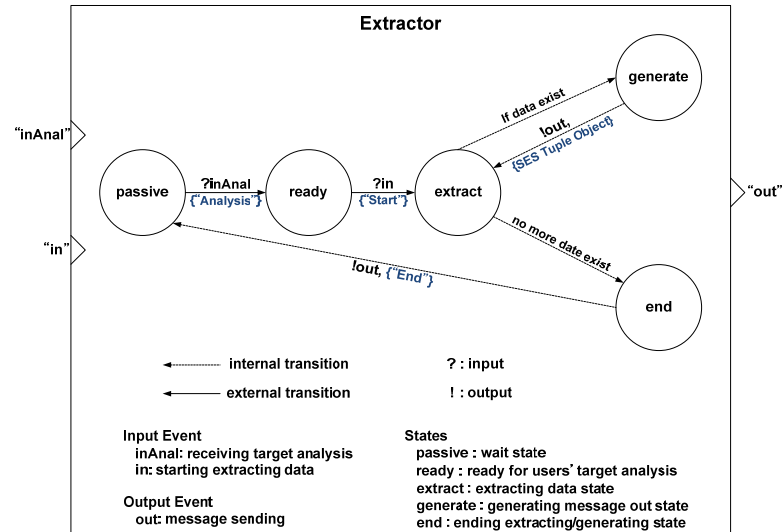 Extractor
generate
"inAnal"
If data exist
!out,
{SES Tuple Object}
passive
?inAnal
{"Analysis"}
ready
?in
{"Start"}
extract
"out"
"in"
no more date exist
!out, {"End"}
end
internal transition
? : input
external transition
! : output
Input Event
inAnal: receiving target analysis
in: starting extracting data
Output Event
out: message sending
States
passive : wait state
ready : ready for users' target analysis
extract : extracting data state
generate : generating message out state
end : ending extracting/generating state